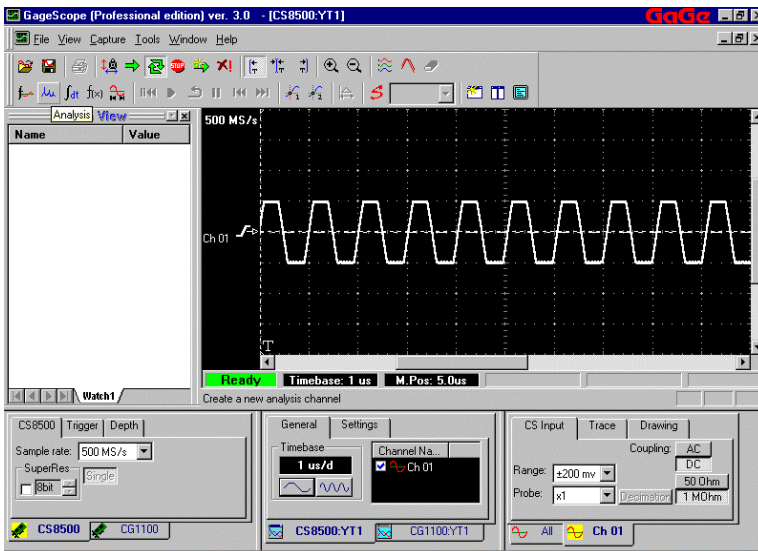 GageScope (Professional edition) ver. 3.0 - [CS8500:YT1] GaGe
File View Capture Tools Window Help
STOP
∫dt f(x)
S
Analysis View
Name Value
500 MS/s
Ch 01
T
Ready Timebase: 1 us M.Pos: 5.0us
Watch1
Create a new analysis channel
CS8500 Trigger Depth
Sample rate: 500 MS/s
SuperRes
8bit Single
CS8500 CG1100
General Settings
Timebase
1 us/d
Channel Na...
Ch 01
CS8500:YT1 CG1100:YT1
CS Input Trace Drawing
Coupling: AC
DC
Range: ±200 mv
50 Ohm
Probe: x1 Decimation 1 MOhm
All Ch 01